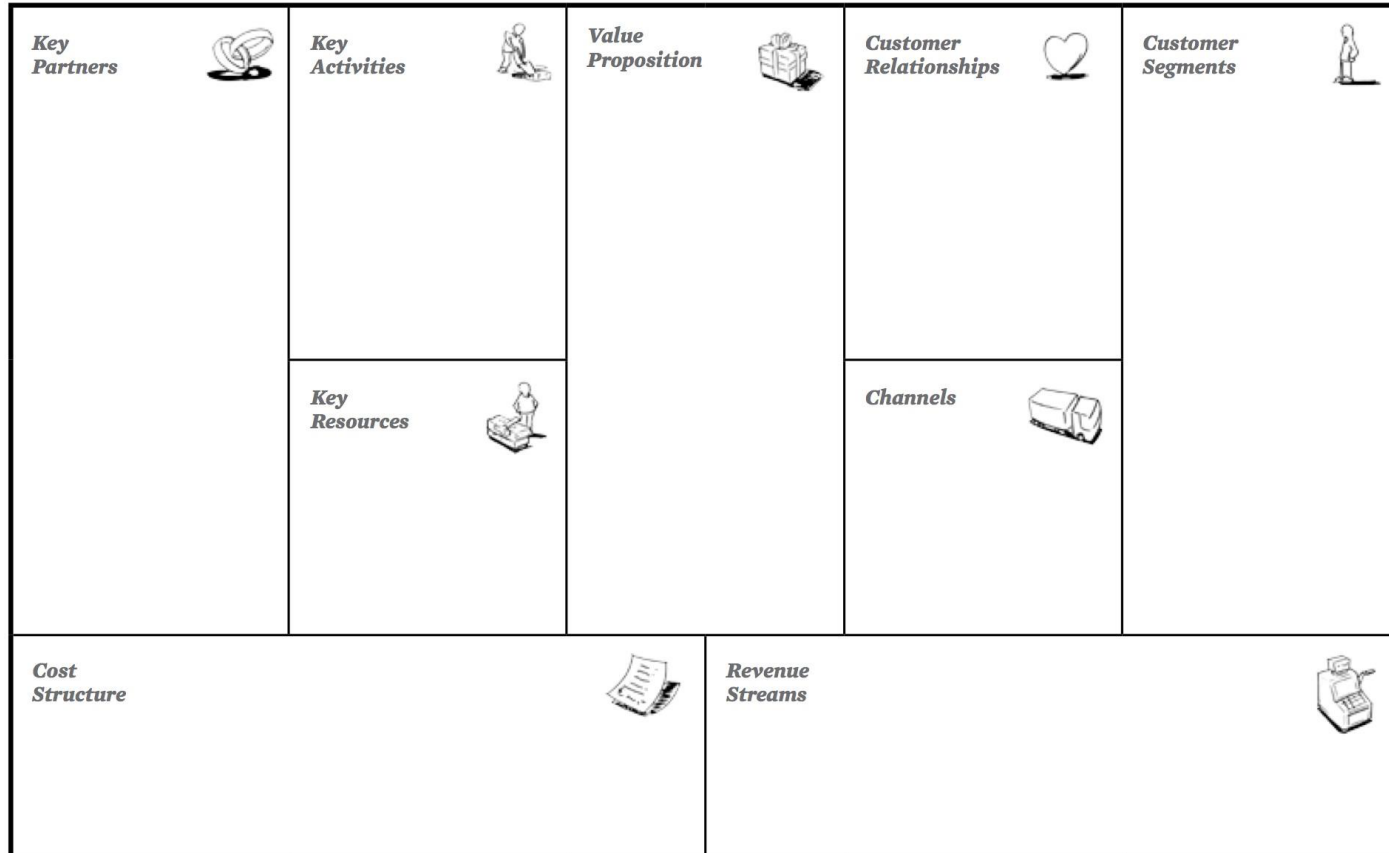 Key
Partners
Key
Activities
Value
Proposition
Customer
Relationships
Customer
Segments
Key
Resources
Channels
Cost
Structure
Revenue
Streams